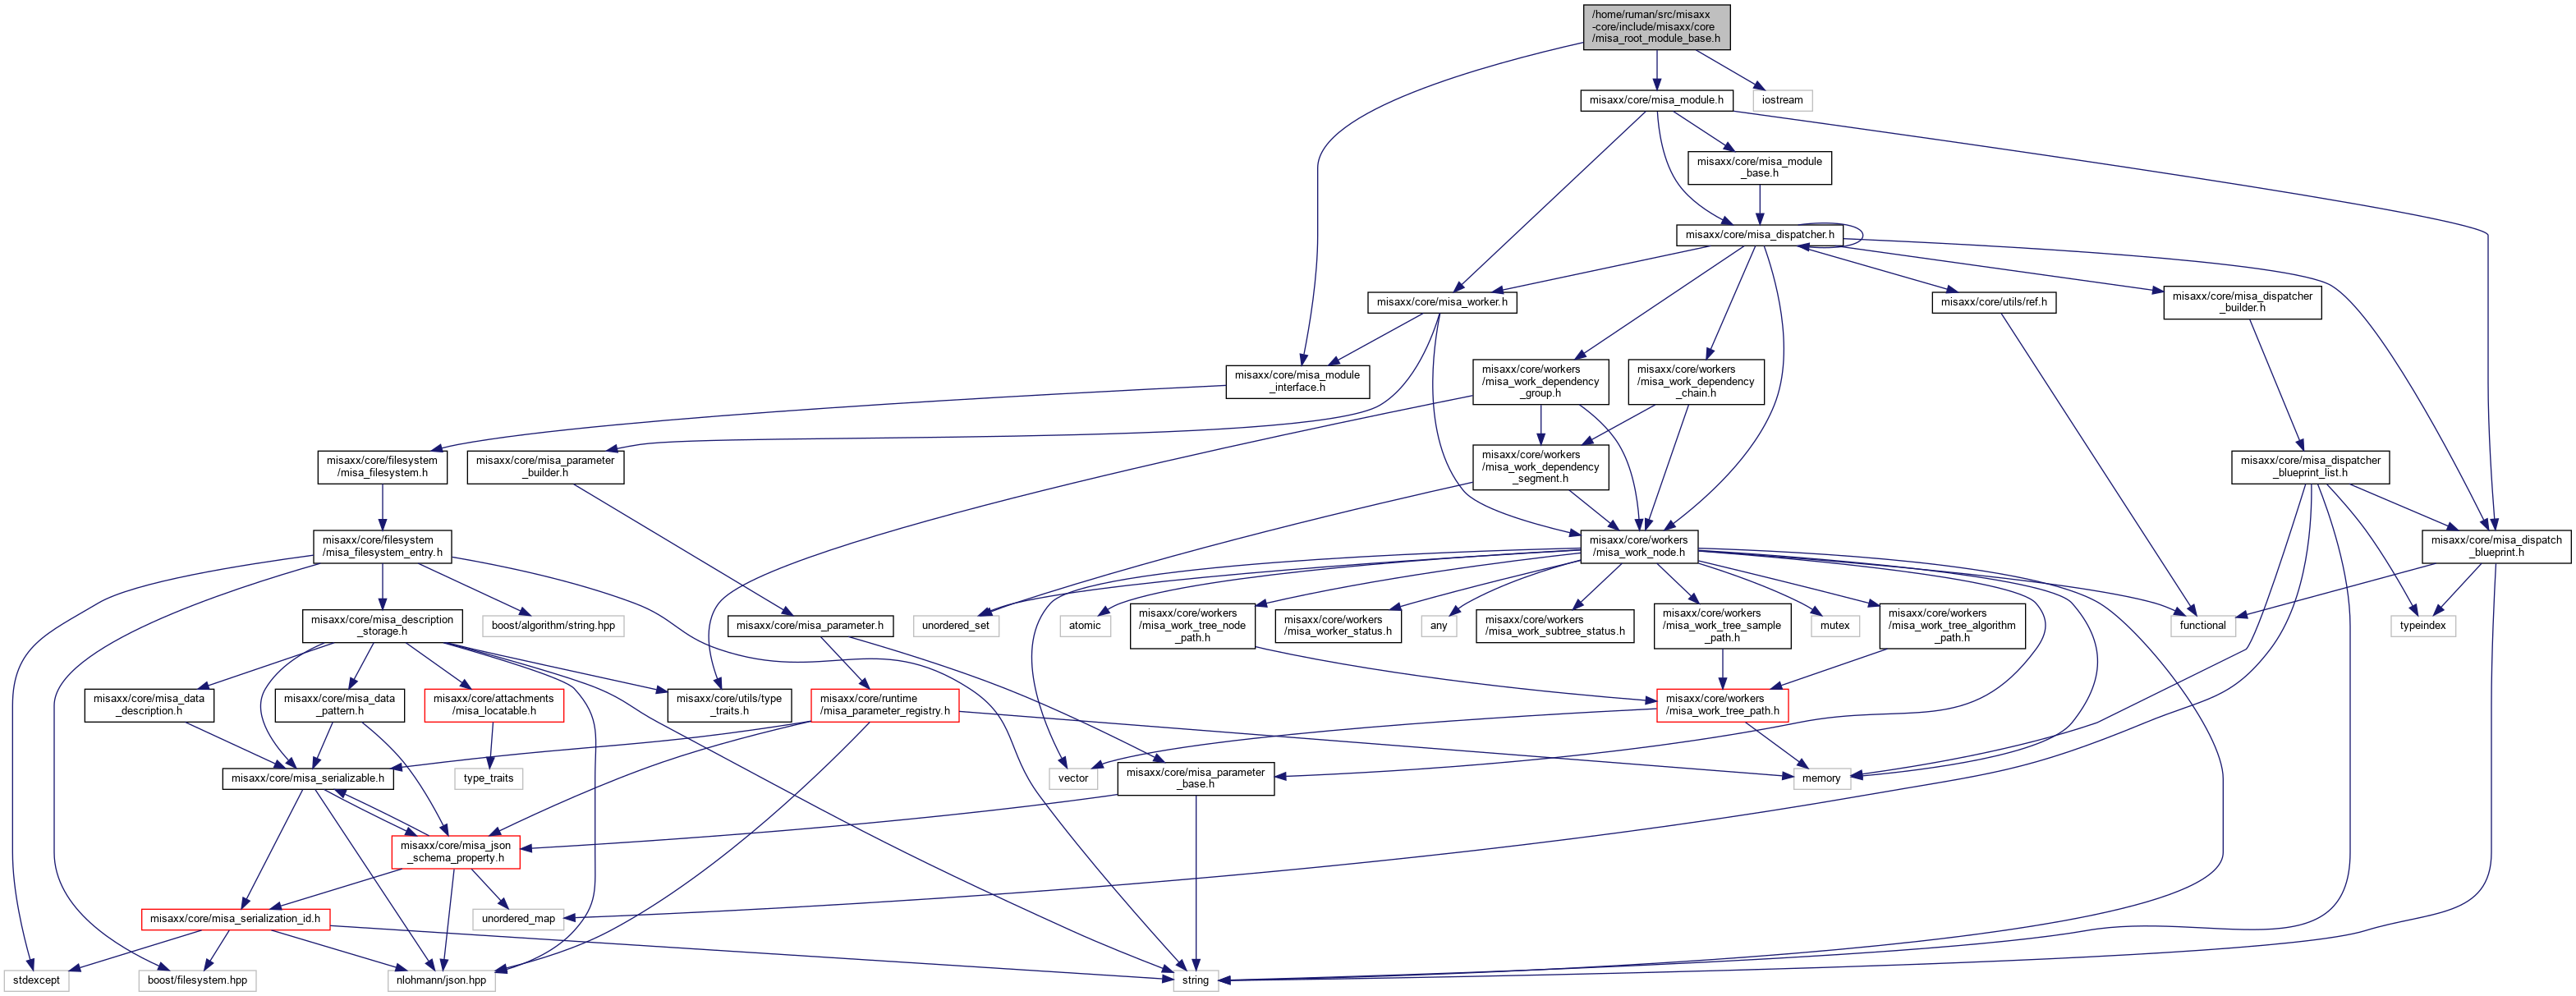 /home/ruman/src/misaxx
-core/include/misaxx/core
/misa_root_module_base.h
misaxx/core/misa_module.h
iostream
misaxx/core/misa_module
_base.h
misaxx/core/misa_dispatcher.h
misaxx/core/misa_worker.h
misaxx/core/utils/ref.h
misaxx/core/misa_dispatcher
_builder.h
misaxx/core/misa_module
_interface.h
misaxx/core/workers
/misa_work_dependency
_group.h
misaxx/core/workers
/misa_work_dependency
_chain.h
misaxx/core/filesystem
/misa_filesystem.h
misaxx/core/misa_parameter
_builder.h
misaxx/core/workers
/misa_work_dependency
_segment.h
misaxx/core/misa_dispatcher
_blueprint_list.h
misaxx/core/filesystem
/misa_filesystem_entry.h
misaxx/core/workers
/misa_work_node.h
misaxx/core/misa_dispatch
_blueprint.h
misaxx/core/misa_description
_storage.h
boost/algorithm/string.hpp
misaxx/core/misa_parameter.h
unordered_set
atomic
misaxx/core/workers
/misa_work_tree_node
_path.h
misaxx/core/workers
/misa_worker_status.h
any
misaxx/core/workers
/misa_work_subtree_status.h
misaxx/core/workers
/misa_work_tree_sample
_path.h
mutex
misaxx/core/workers
/misa_work_tree_algorithm
_path.h
functional
typeindex
misaxx/core/misa_data
_description.h
misaxx/core/misa_data
_pattern.h
misaxx/core/attachments
/misa_locatable.h
misaxx/core/utils/type
_traits.h
misaxx/core/runtime
/misa_parameter_registry.h
misaxx/core/workers
/misa_work_tree_path.h
misaxx/core/misa_serializable.h
type_traits
vector
misaxx/core/misa_parameter
_base.h
memory
misaxx/core/misa_json
_schema_property.h
misaxx/core/misa_serialization_id.h
unordered_map
stdexcept
boost/filesystem.hpp
nlohmann/json.hpp
string